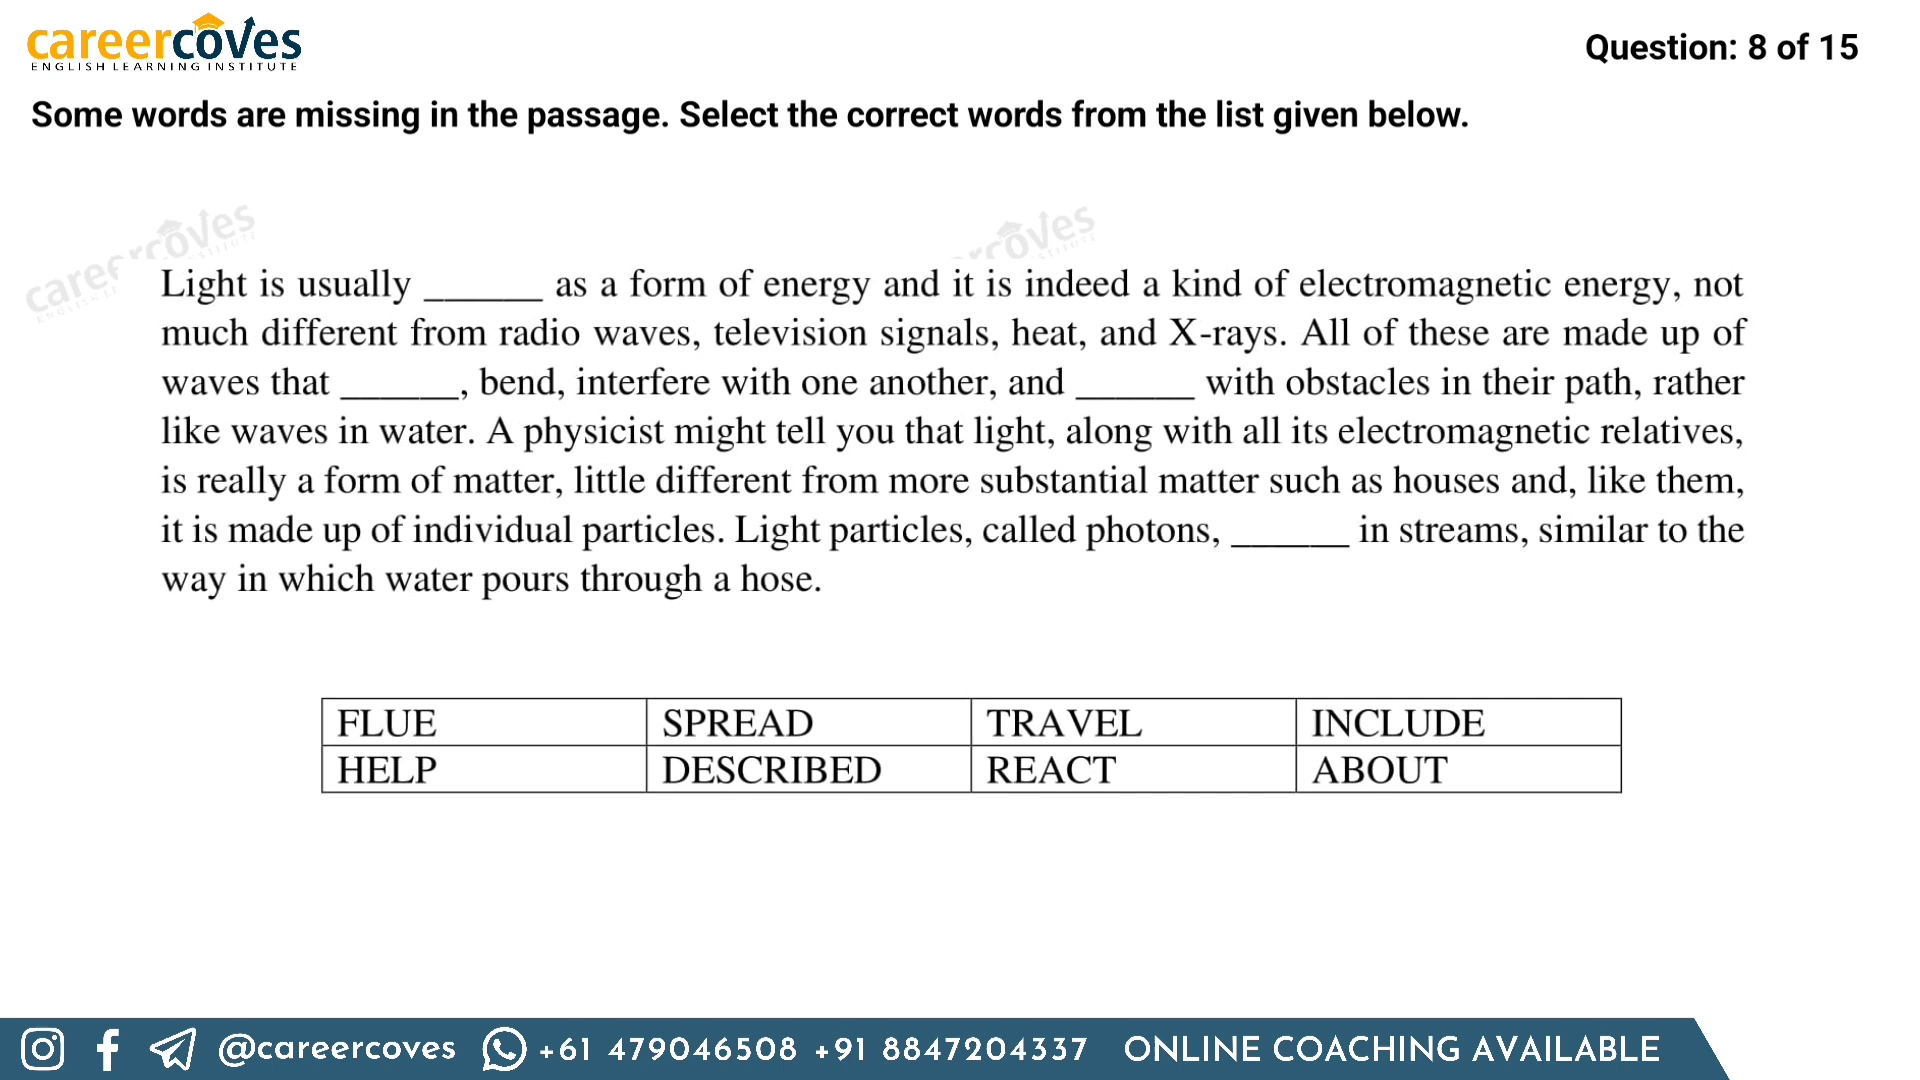 careercoves
ENGLISH LEARNING INSTITUTE
Question: 8 of 15
Some words are missing in the passage. Select the correct words from the list given below.
Light is usually ______ as a form of energy and it is indeed a kind of electromagnetic energy, not
much different from radio waves, television signals, heat, and X-rays. All of these are made up of
waves that ______, bend, interfere with one another, and ______ with obstacles in their path, rather
like waves in water. A physicist might tell you that light, along with all its electromagnetic relatives,
is really a form of matter, little different from more substantial matter such as houses and, like them,
it is made up of individual particles. Light particles, called photons, ______ in streams, similar to the
way in which water pours through a hose.
FLUE SPREAD TRAVEL INCLUDE
HELP DESCRIBED REACT ABOUT
@careercoves +61 479046508 +91 8847204337 ONLINE COACHING AVAILABLE